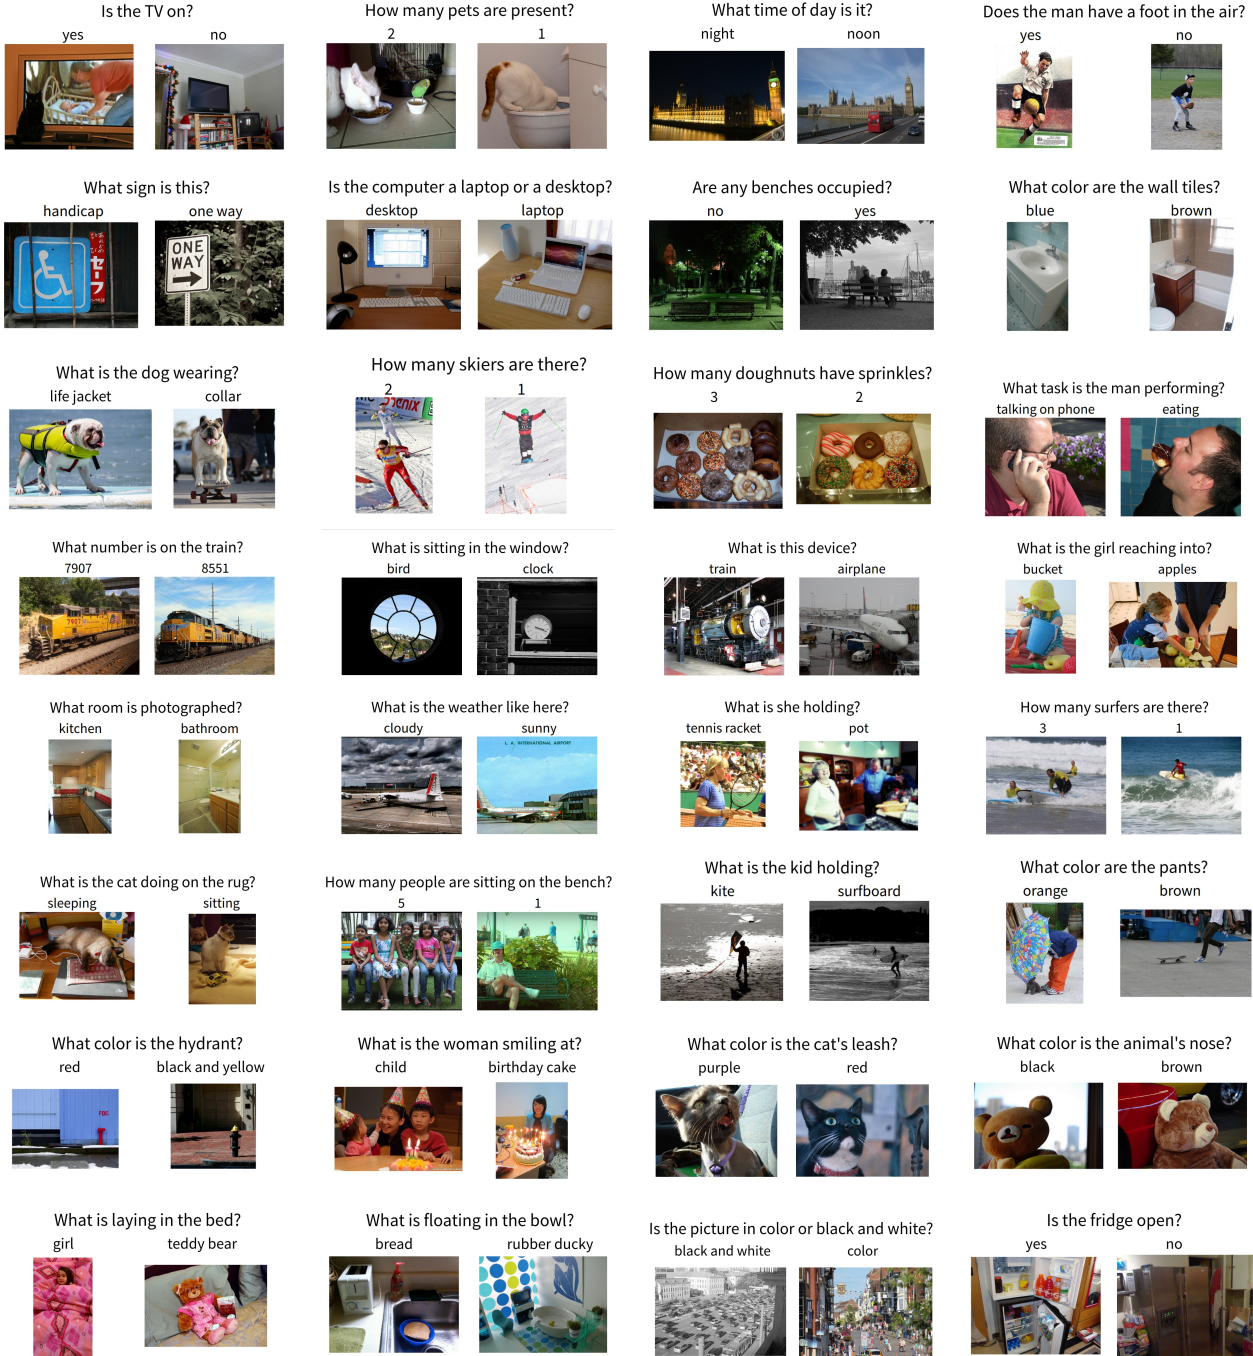 Is the TV on?
yes no
How many pets are present?
2 1
What time of day is it?
night noon
Does the man have a foot in the air?
yes no
What sign is this?
handicap one way
セーフ
ONE
WAY
Is the computer a laptop or a desktop?
desktop laptop
Are any benches occupied?
no yes
What color are the wall tiles?
blue brown
What is the dog wearing?
life jacket collar
How many skiers are there?
2 1
How many doughnuts have sprinkles?
3 2
What task is the man performing?
talking on phone eating
What number is on the train?
7907 8551
7907
What is sitting in the window?
bird clock
What is this device?
train airplane
What is the girl reaching into?
bucket apples
What room is photographed?
kitchen bathroom
What is the weather like here?
cloudy sunny
L. A. INTERNATIONAL AIRPORT
What is she holding?
tennis racket pot
How many surfers are there?
3 1
What is the cat doing on the rug?
sleeping sitting
How many people are sitting on the bench?
5 1
What is the kid holding?
kite surfboard
What color are the pants?
orange brown
What color is the hydrant?
red black and yellow
FDC
What is the woman smiling at?
child birthday cake
What color is the cat's leash?
purple red
What color is the animal's nose?
black brown
What is laying in the bed?
girl teddy bear
What is floating in the bowl?
bread rubber ducky
Is the picture in color or black and white?
black and white color
Is the fridge open?
yes no